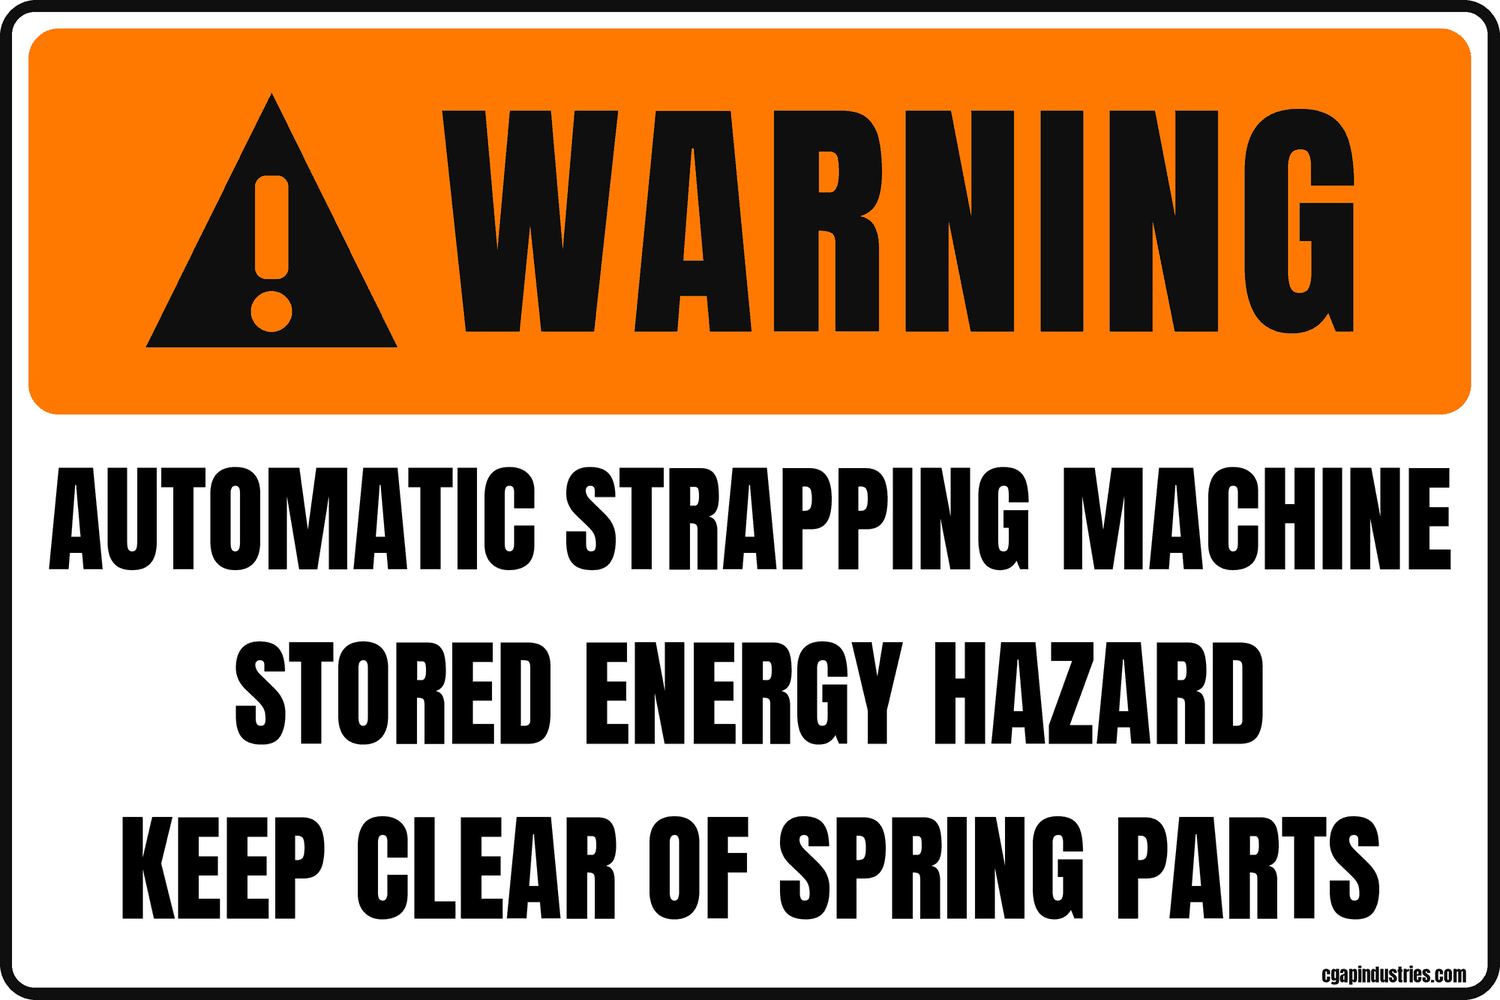 WARNING
AUTOMATIC STRAPPING MACHINE
STORED ENERGY HAZARD
KEEP CLEAR OF SPRING PARTS
cgapindustries.com